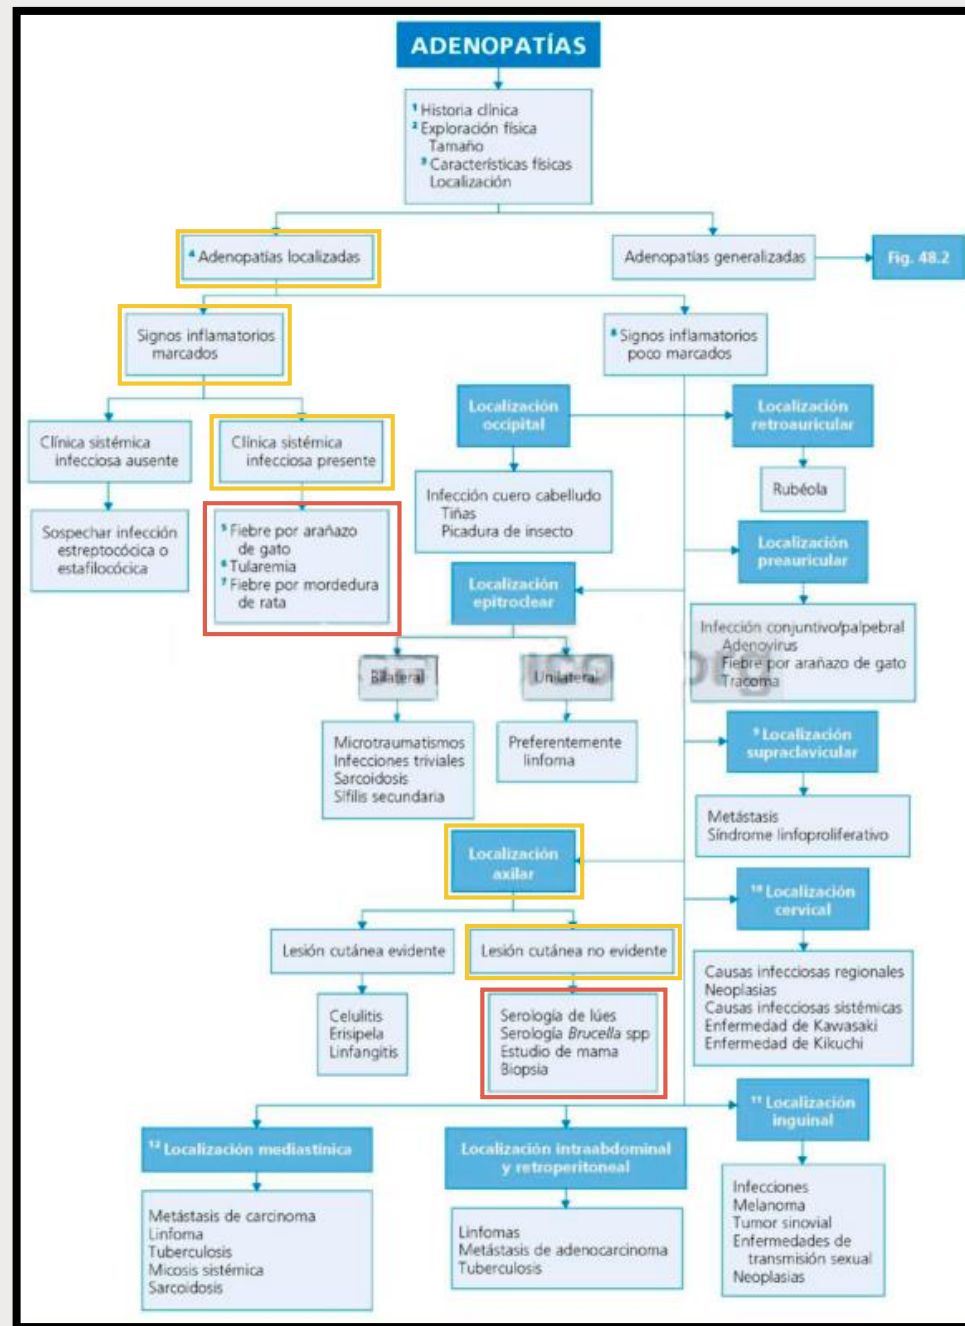 ADENOPATÍAS
1 Historia clínica
2 Exploración física
Tamaño
3 Características físicas
Localización
4 Adenopatías localizadas
Adenopatías generalizadas
Fig. 48.2
Signos inflamatorios
marcados
8 Signos inflamatorios
poco marcados
Clínica sistémica
infecciosa ausente
Clínica sistémica
infecciosa presente
Sospechar infección
estreptocócica o
estafilocócica
5 Fiebre por arañazo
de gato
6 Tularemia
7 Fiebre por mordedura
de rata
Localización
occipital
Localización
retroauricular
Infección cuero cabelludo
Tiñas
Picadura de insecto
Rubéola
Localización
preauricular
Localización
epitroclear
Infección conjuntivo/palpebral
Adenovirus
Fiebre por arañazo de gato
Tracoma
Bilateral
Unilateral
Microtraumatismos
Infecciones triviales
Sarcoidosis
Sífilis secundaria
Preferentemente
linfoma
9 Localización
supraclavicular
Metástasis
Síndrome linfoproliferativo
Localización
axilar
10 Localización
cervical
Lesión cutánea evidente
Lesión cutánea no evidente
Causas infecciosas regionales
Neoplasias
Causas infecciosas sistémicas
Enfermedad de Kawasaki
Enfermedad de Kikuchi
Celulitis
Erisipela
Linfangitis
Serología de lúes
Serología Brucella spp
Estudio de mama
Biopsia
11 Localización
inguinal
12 Localización mediastínica
Localización intraabdominal
y retroperitoneal
Infecciones
Melanoma
Tumor sinovial
Enfermedades de
transmisión sexual
Neoplasias
Metástasis de carcinoma
Linfoma
Tuberculosis
Micosis sistémica
Sarcoidosis
Linfomas
Metástasis de adenocarcinoma
Tuberculosis